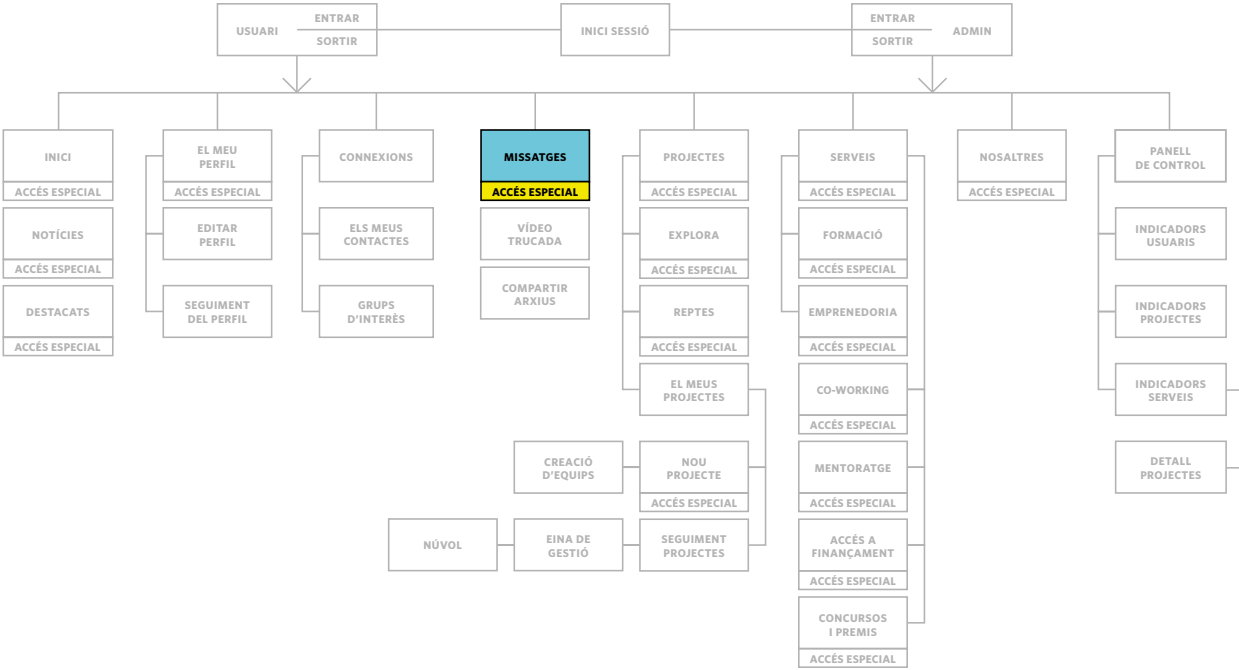 USUARI
ENTRAR
SORTIR
INICI SESSIÓ
ENTRAR
SORTIR
ADMIN
INICI
ACCÉS ESPECIAL
NOTÍCIES
ACCÉS ESPECIAL
DESTACATS
ACCÉS ESPECIAL
EL MEU
PERFIL
ACCÉS ESPECIAL
EDITAR
PERFIL
SEGUIMENT
DEL PERFIL
CONNEXIONS
ELS MEUS
CONTACTES
GRUPS
D'INTERÈS
MISSATGES
ACCÉS ESPECIAL
VÍDEO
TRUCADA
COMPARTIR
ARXIUS
PROJECTES
ACCÉS ESPECIAL
EXPLORA
ACCÉS ESPECIAL
REPTES
ACCÉS ESPECIAL
EL MEUS
PROJECTES
CREACIÓ
D'EQUIPS
NOU
PROJECTE
ACCÉS ESPECIAL
NÚVOL
EINA DE
GESTIÓ
SEGUIMENT
PROJECTES
SERVEIS
ACCÉS ESPECIAL
FORMACIÓ
ACCÉS ESPECIAL
EMPRENEDORIA
ACCÉS ESPECIAL
CO-WORKING
ACCÉS ESPECIAL
MENTORATGE
ACCÉS ESPECIAL
ACCÉS A
FINANÇAMENT
ACCÉS ESPECIAL
CONCURSOS
I PREMIS
ACCÉS ESPECIAL
NOSALTRES
ACCÉS ESPECIAL
PANELL
DE CONTROL
INDICADORS
USUARIS
INDICADORS
PROJECTES
INDICADORS
SERVEIS
DETALL
PROJECTES